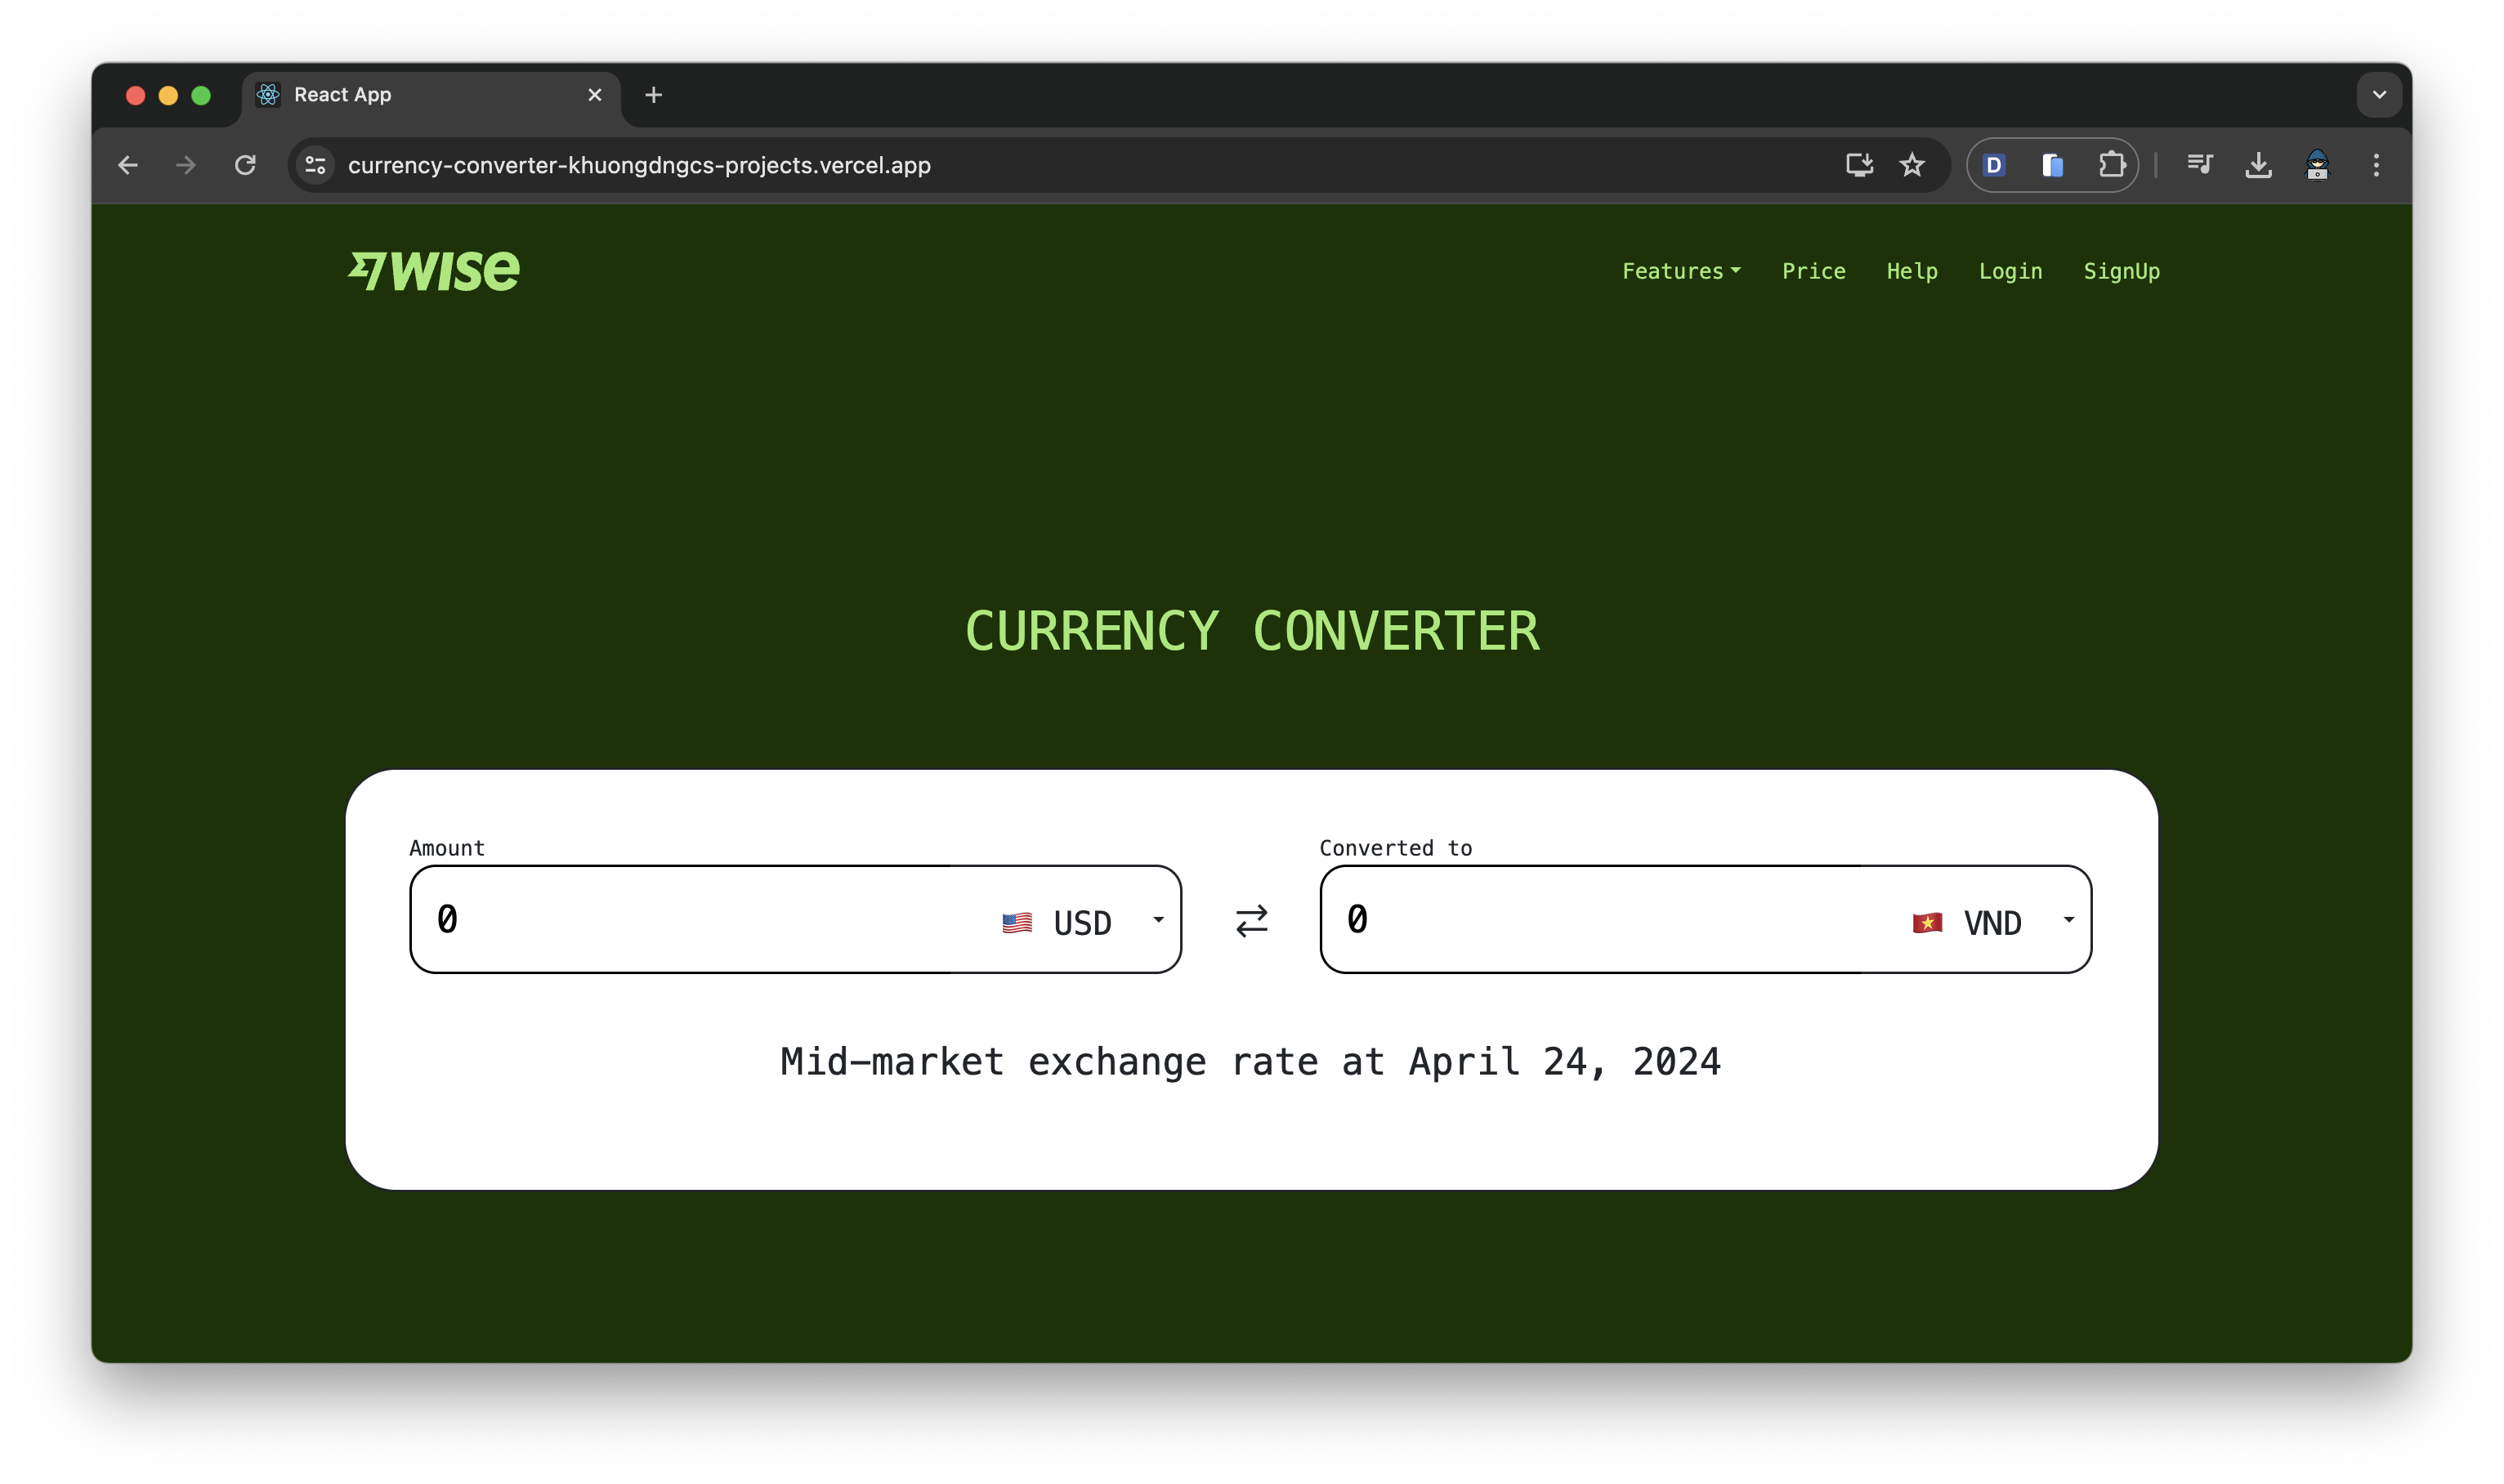 React App
currency-converter-khuongdngcs-projects.vercel.app
D
wise
Features Price Help Login SignUp
CURRENCY CONVERTER
Amount
Converted to
0 USD
0 VND
Mid-market exchange rate at April 24, 2024